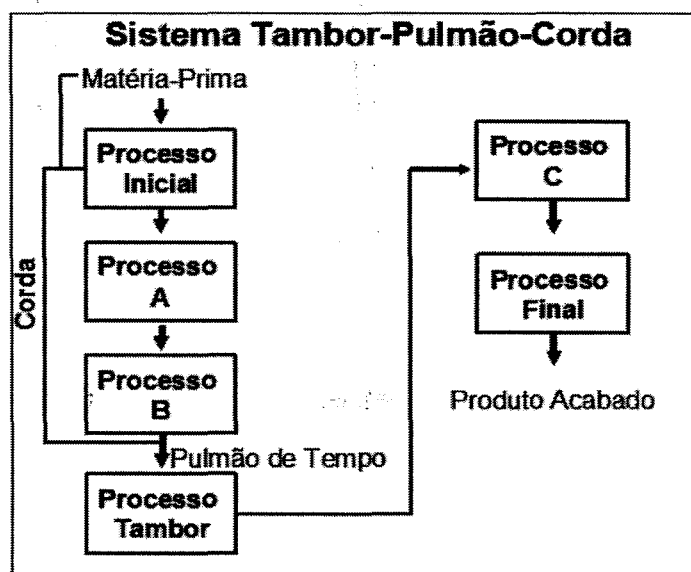 Sistema Tambor-Pulmão-Corda
Matéria-Prima
Processo
Inicial
Processo
A
Processo
B
Corda
Pulmão de Tempo
Processo
Tambor
Processo
C
Processo
Final
Produto Acabado